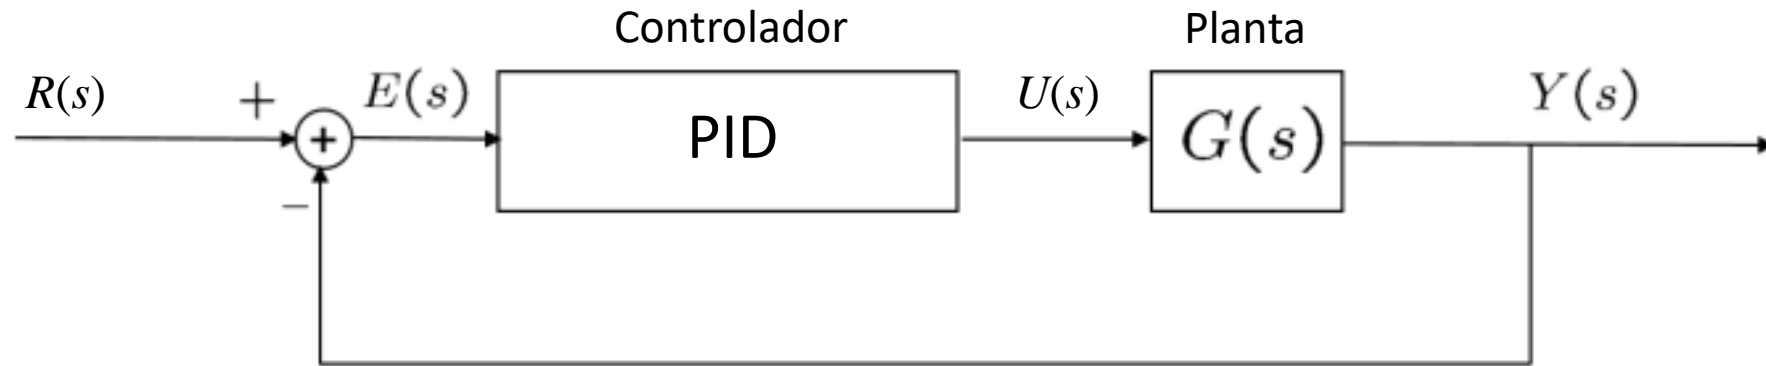 Controlador
Planta
R(s)
+
E(s)
U(s)
Y(s)
+
PID
G(s)
−